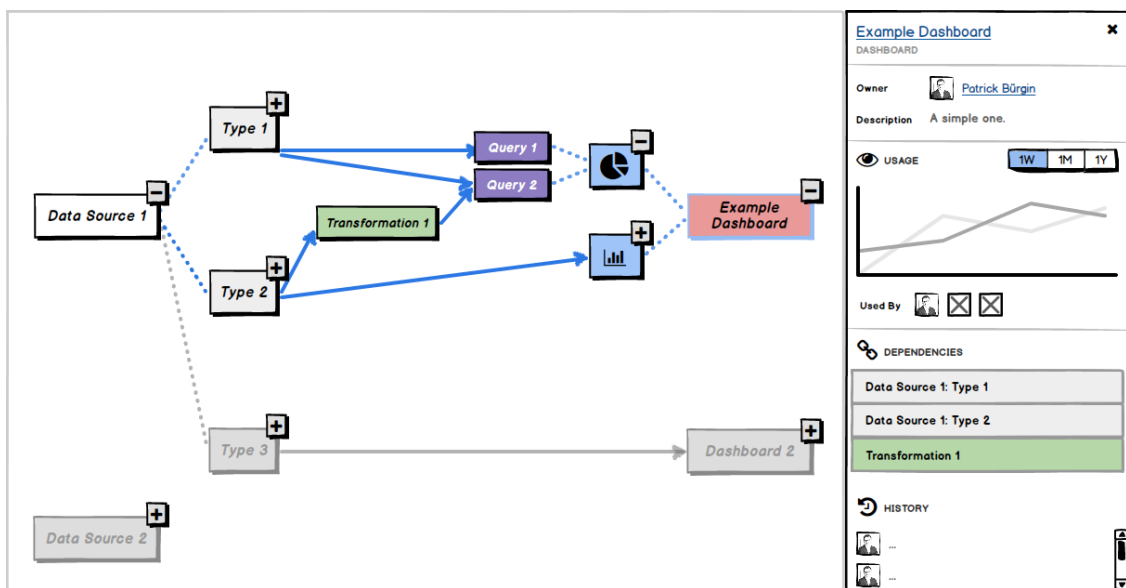 Type 1
Query 1
Query 2
Data Source 1
Transformation 1
Example
Dashboard
Type 2
Type 3
Dashboard 2
Data Source 2
Example Dashboard
DASHBOARD
Owner
Patrick Bürgin
Description
A simple one.
USAGE
1W
1M
1Y
Used By
DEPENDENCIES
Data Source 1: Type 1
Data Source 1: Type 2
Transformation 1
HISTORY
...
...